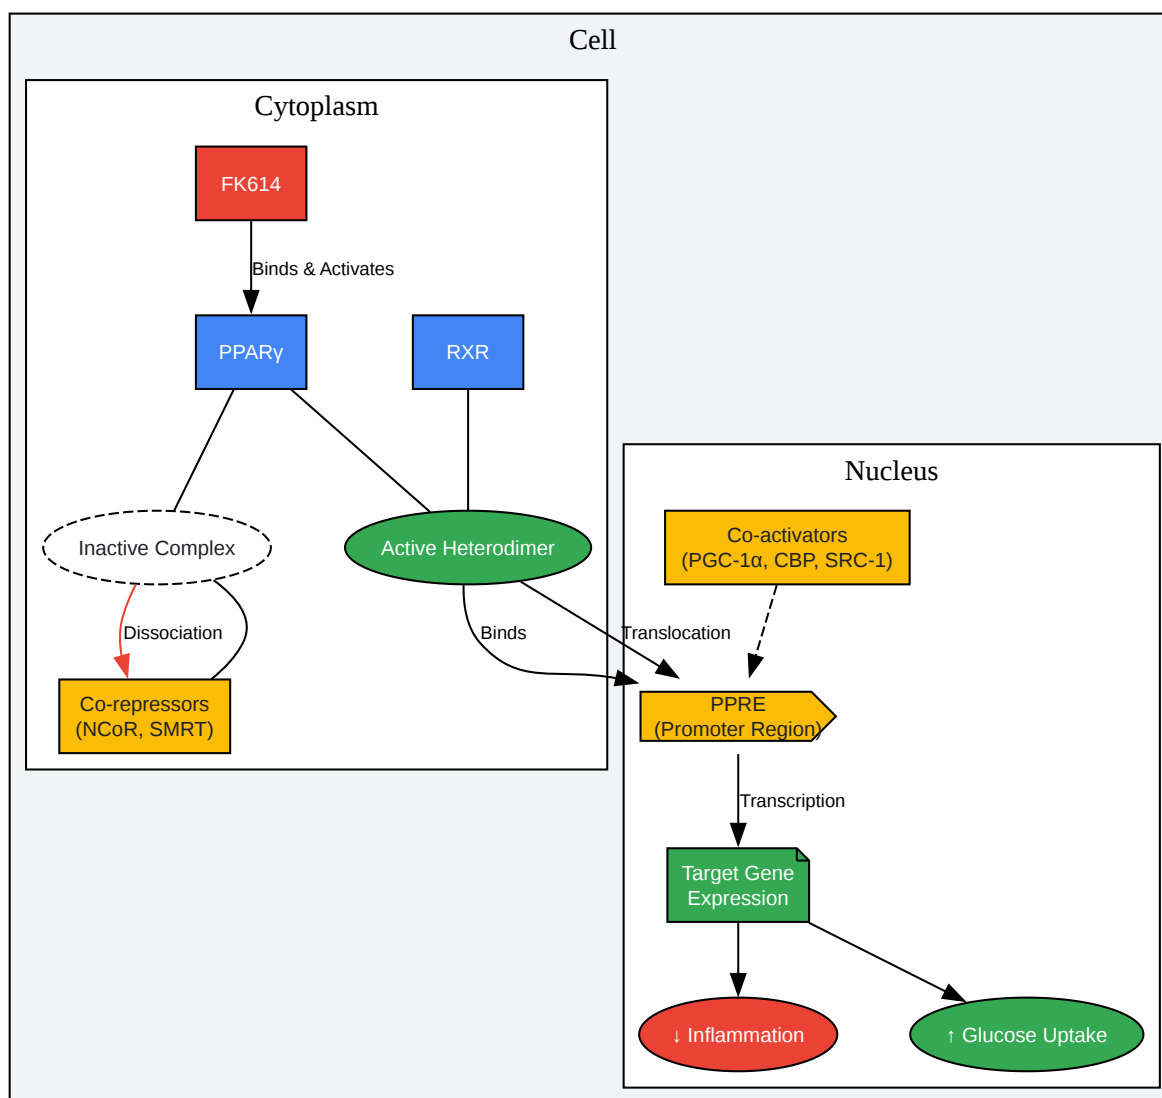 Cell
Cytoplasm
FK614
Binds & Activates
PPARγ
RXR
Nucleus
Inactive Complex
Active Heterodimer
Co-activators
(PGC-1α, CBP, SRC-1)
Dissociation
Binds
Translocation
Co-repressors
(NCoR, SMRT)
PPRE
(Promoter Region)
Transcription
Target Gene
Expression
↓ Inflammation
↑ Glucose Uptake